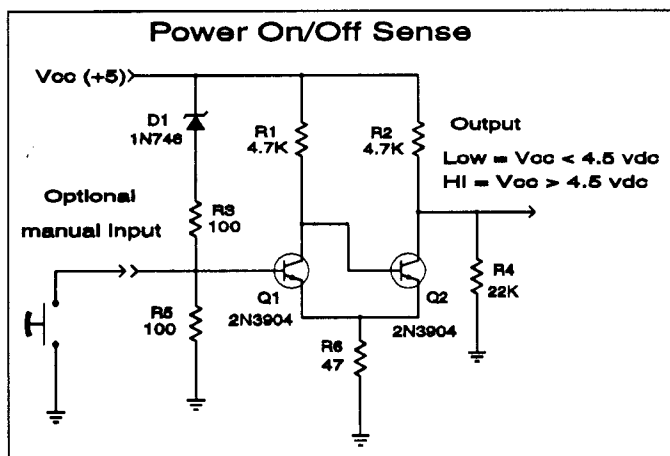 Power On/Off Sense
Vcc (+5)
D1
1N746
R1
4.7K
R2
4.7K
Output
Low = Vcc < 4.5 vdc
HI = Vcc > 4.5 vdc
Optional
manual input
R3
100
R4
22K
Q1
2N3904
Q2
2N3904
R5
100
R6
47